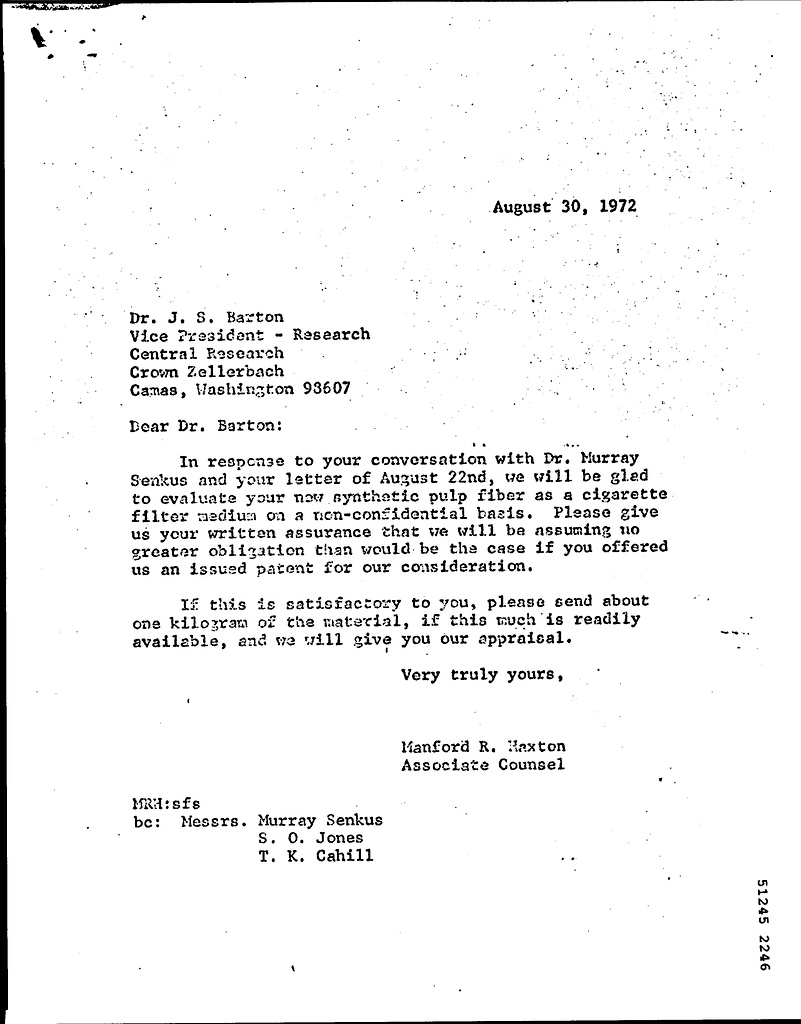 August 30, 1972
Dr. J. S. Barton
Vice President - Research
Central Research
Crown Zellerbach
Camas, Washington 98607
Dear Dr. Barton:
In response to your conversation with Dr. Murray
Senkus and your letter of August 22nd, we will be glad
to evaluate your new synthetic pulp fiber as a cigarette
filter medium on a non-confidential basis. Please give
us your written assurance that we will be assuming no
greater obligation than would be the case if you offered
us an issued patent for our consideration.
If this is satisfactory to you, please send about
one kilogram of the material, if this much is readily
available, and we will give you our appraisal.
Very truly yours,
Manford R. Haxton
Associate Counsel
MRH:sfs
bc: Messrs. Murray Senkus
S. O. Jones
T. K. Cahill
51245 2246